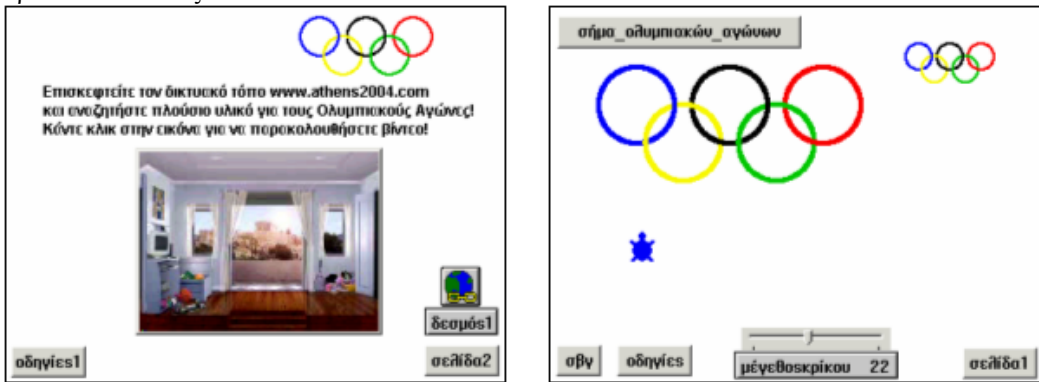 Επισκεφτείτε τον δικτυακό τόπο www.athens2004.com
και αναζητήστε πλούσιο υλικό για τους Ολυμπιακούς Αγώνες!
Κάντε κλικ στην εικόνα για να παρακολουθήσετε βίντεο!
δεσμός1
οδηγίες1
σελίδα2
σήμα_ολυμπιακών_αγώνων
σβγ
οδηγίες
μέγεθοςκρίκου 22
σελίδα1